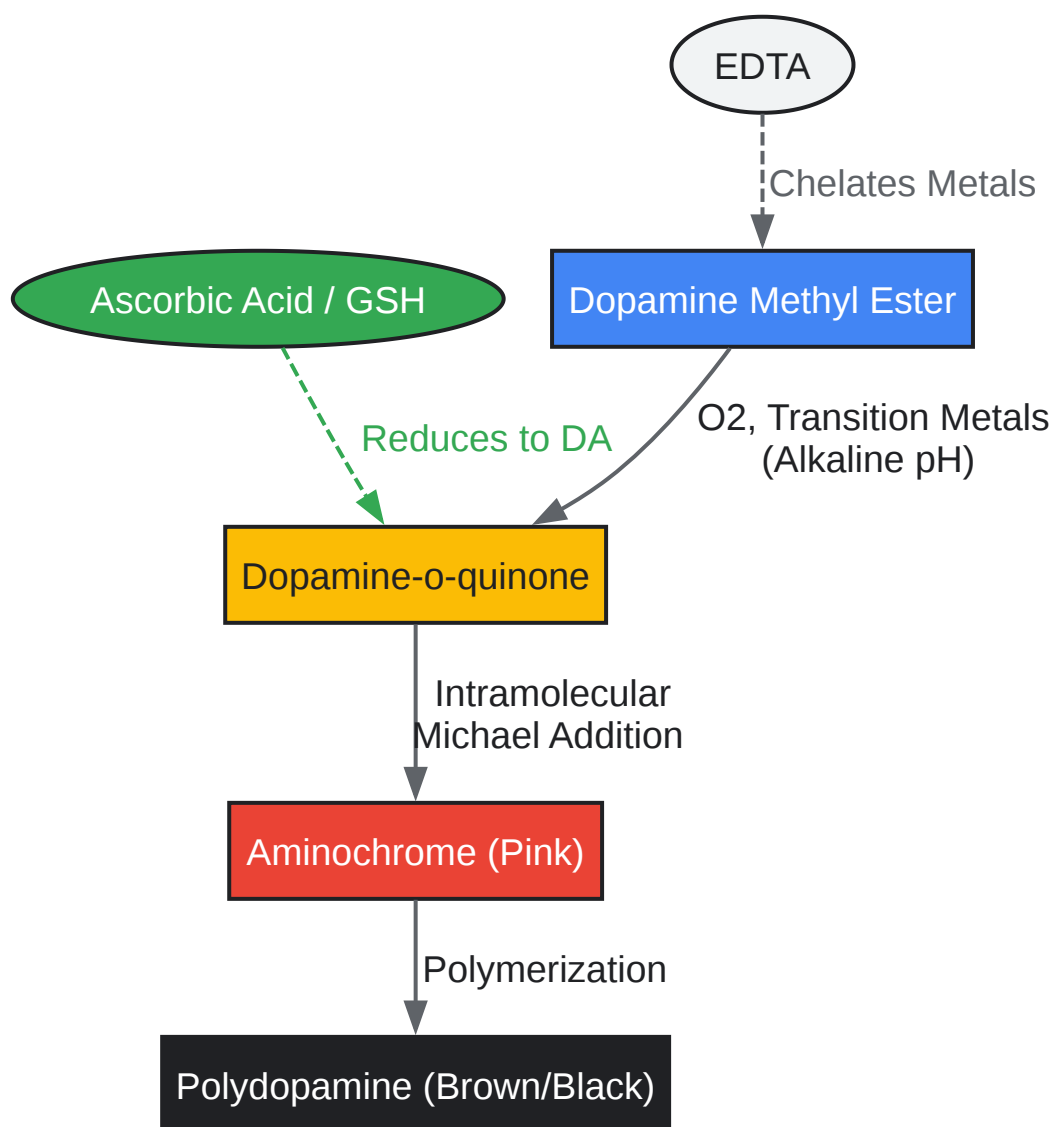 EDTA
Chelates Metals
Ascorbic Acid / GSH
Dopamine Methyl Ester
O2, Transition Metals
(Alkaline pH)
Reduces to DA
Dopamine-o-quinone
Intramolecular
Michael Addition
Aminochrome (Pink)
Polymerization
Polydopamine (Brown/Black)